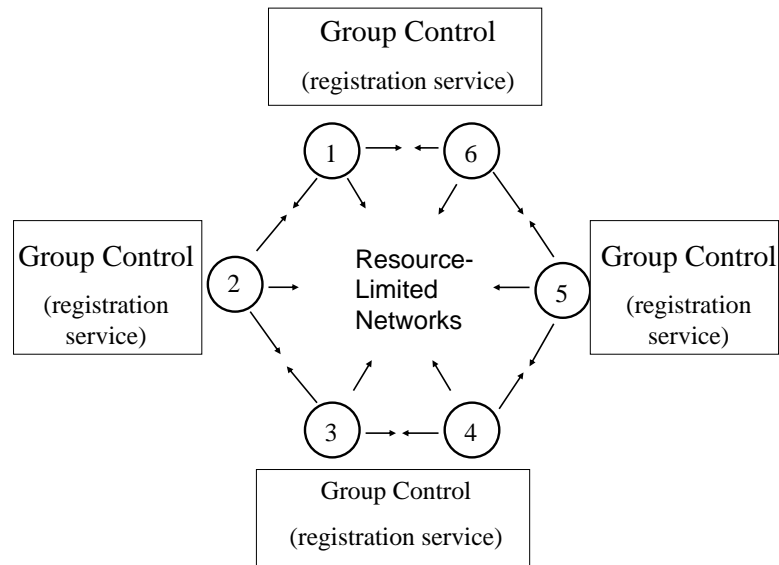 Group Control
(registration service)
1
6
Group Control
(registration
service)
2
Resource-
Limited
Networks
5
Group Control
(registration
service)
3
4
Group Control
(registration service)